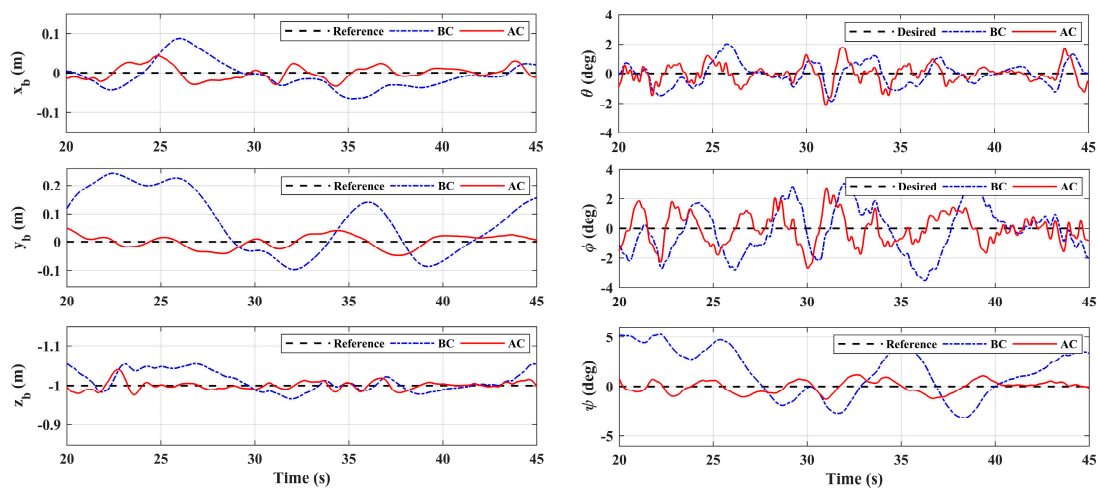 Reference BC AC
0.1
0
-0.1
x_b (m)
20 25 30 35 40 45
Reference BC AC
0.2
0.1
0
-0.1
y_b (m)
20 25 30 35 40 45
Reference BC AC
-1.1
-1
-0.9
z_b (m)
20 25 30 35 40 45
Time (s)
Desired BC AC
4
2
0
-2
-4
θ (deg)
20 25 30 35 40 45
Desired BC AC
4
2
0
-2
-4
φ (deg)
20 25 30 35 40 45
Reference BC AC
5
0
-5
ψ (deg)
20 25 30 35 40 45
Time (s)